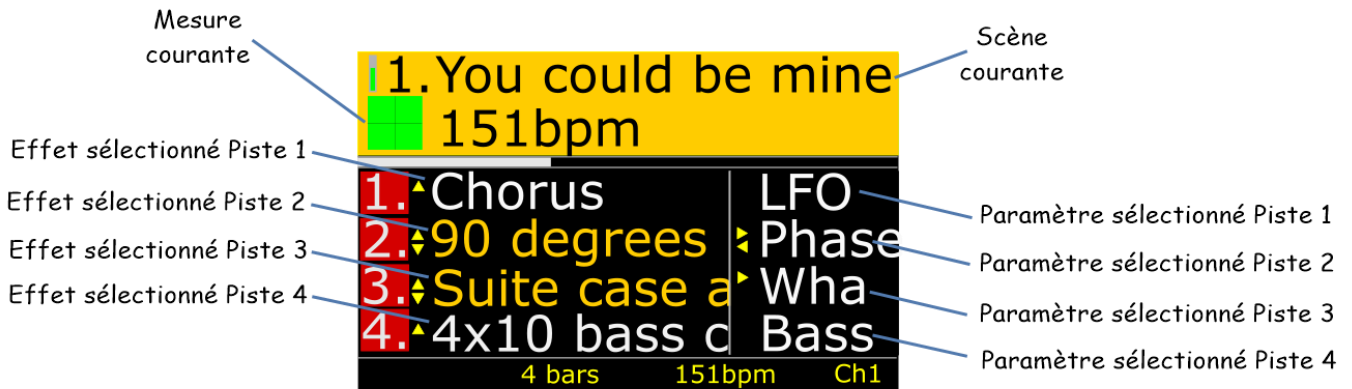 Mesure
courante
Scène
courante
1.You could be mine
151bpm
Effet sélectionné Piste 1
Effet sélectionné Piste 2
Effet sélectionné Piste 3
Effet sélectionné Piste 4
1. Chorus LFO
2. 90 degrees Phase
3. Suite case a Wha
4. 4x10 bass c Bass
4 bars 151bpm Ch1
Paramètre sélectionné Piste 1
Paramètre sélectionné Piste 2
Paramètre sélectionné Piste 3
Paramètre sélectionné Piste 4